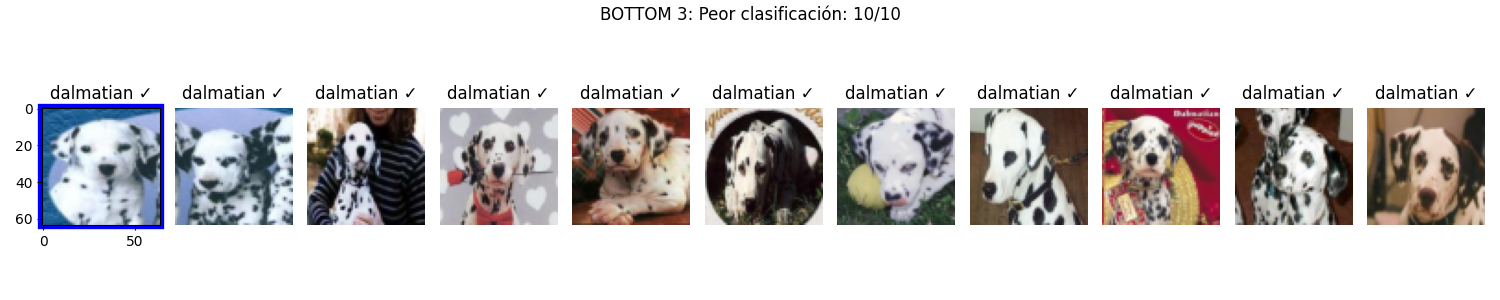 BOTTOM 3: Peor clasificación: 10/10
dalmatian ✓ dalmatian ✓ dalmatian ✓ dalmatian ✓ dalmatian ✓ dalmatian ✓ dalmatian ✓ dalmatian ✓ dalmatian ✓ dalmatian ✓ dalmatian ✓
0
20
40
60
0 50
Dalmatian